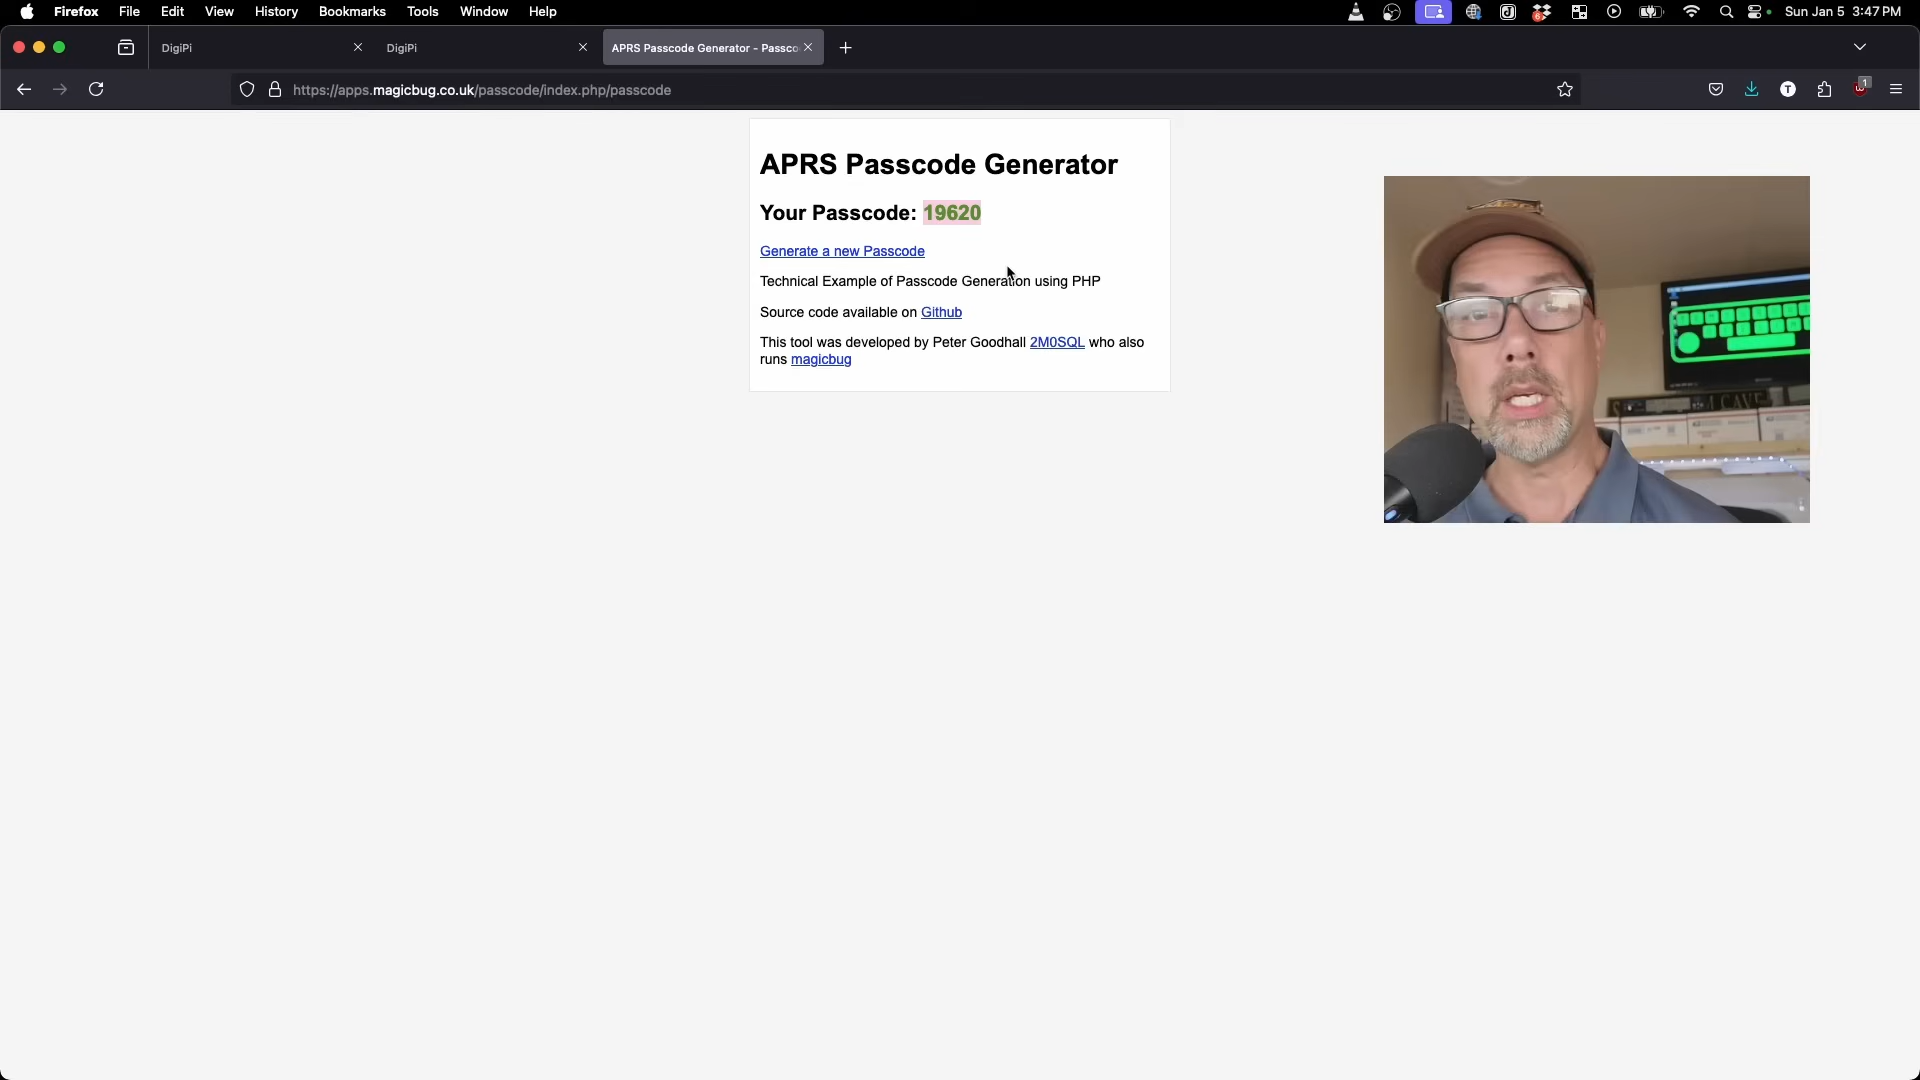 Firefox File Edit View History Bookmarks Tools Window Help
Sun Jan 5 3:47 PM
DigiPi
DigiPi
APRS Passcode Generator - Passco
https://apps.magicbug.co.uk/passcode/index.php/passcode
T
1
APRS Passcode Generator
Your Passcode: 19620
Generate a new Passcode
Technical Example of Passcode Generation using PHP
Source code available on Github
This tool was developed by Peter Goodhall 2M0SQL who also
runs magicbug